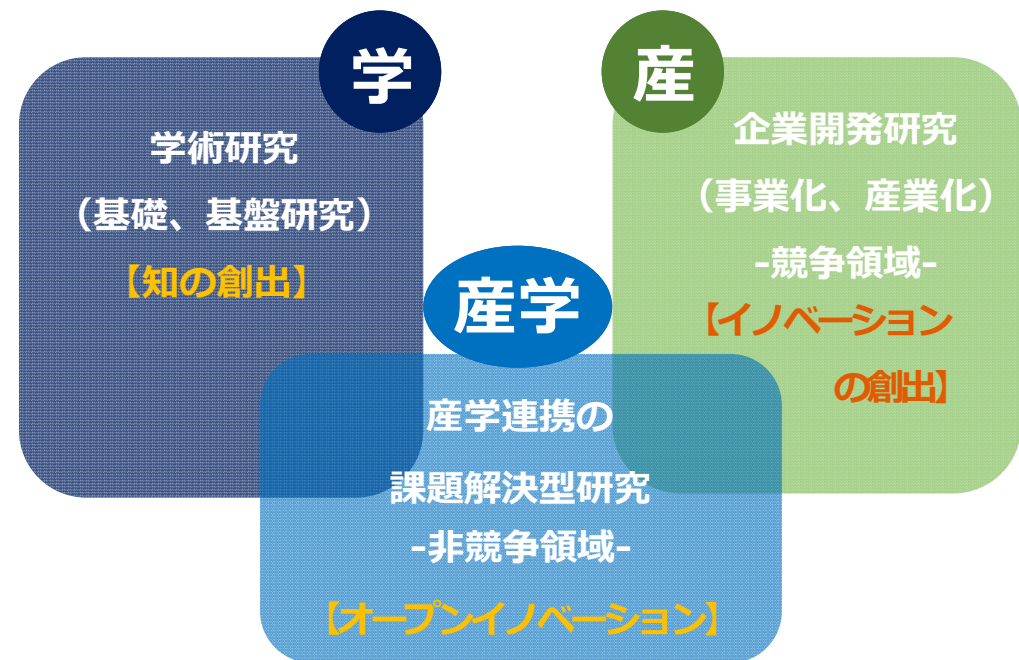 学
学術研究
（基礎、基盤研究）
【知の創出】
産
企業開発研究
（事業化、産業化）
-競争領域-
【イノベーション
の創出】
産学
産学連携の
課題解決型研究
-非競争領域-
【オープンイノベーション】